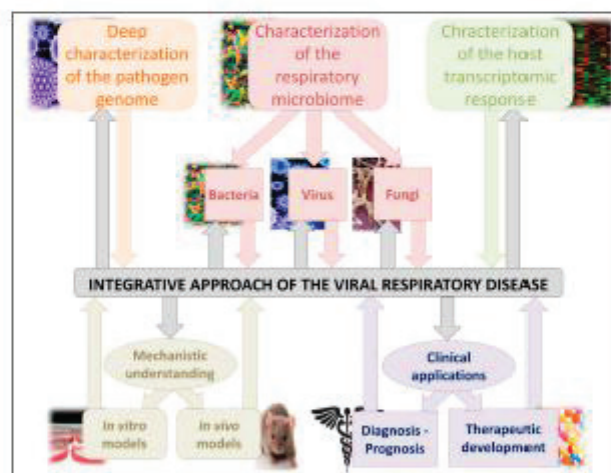 Deep
characterization
of the pathogen
genome
Characterization
of the
respiratory
microbiome
Chracterization
of the host
transcriptomic
response
Bacteria
Virus
Fungi
INTEGRATIVE APPROACH OF THE VIRAL RESPIRATORY DISEASE
Mechanistic
understanding
Clinical
applications
In vitro
models
in vivo
models
Diagnosis -
Prognosis
Therapeutic
development